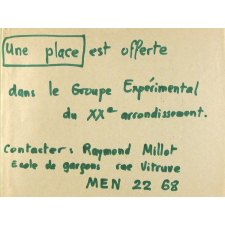 Une place est offerte
dans le Groupe Expérimental
du XXe arrondissement.
Contacter : Raymond Millot
Ecole de garçons rue Vitruve
MEN 22 68